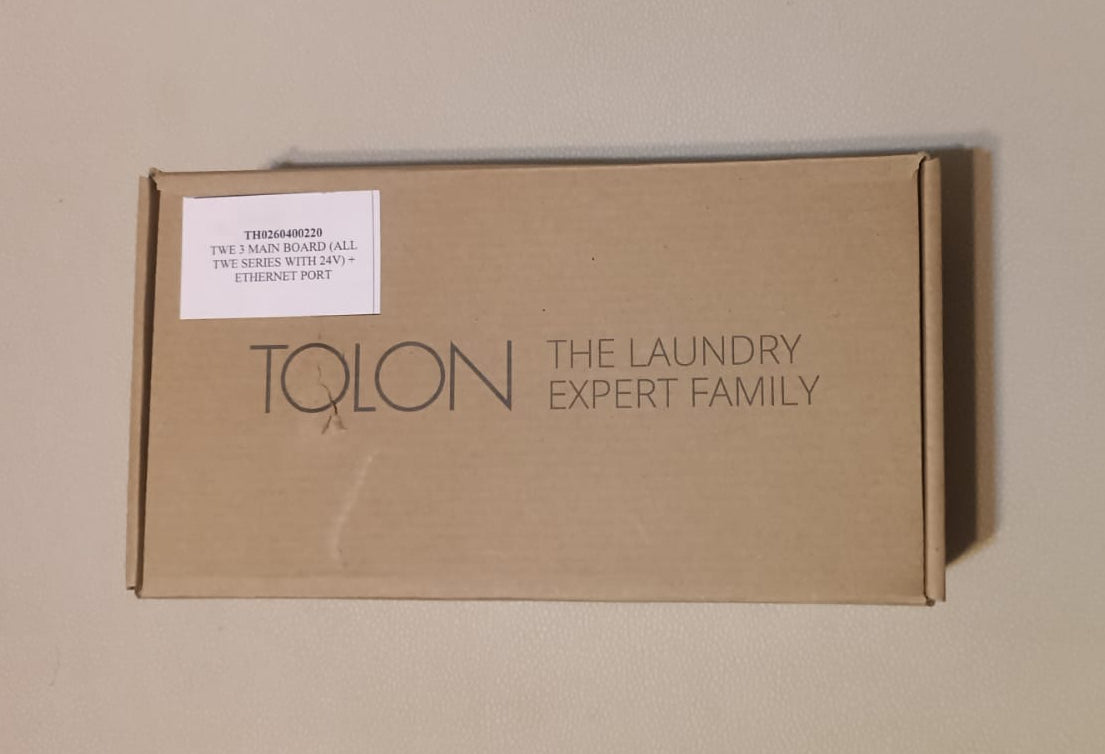 TH0260400220
TWE 3 MAIN BOARD (ALL
TWE SERIES WITH 24V) +
ETHERNET PORT
TOLON
THE LAUNDRY
EXPERT FAMILY